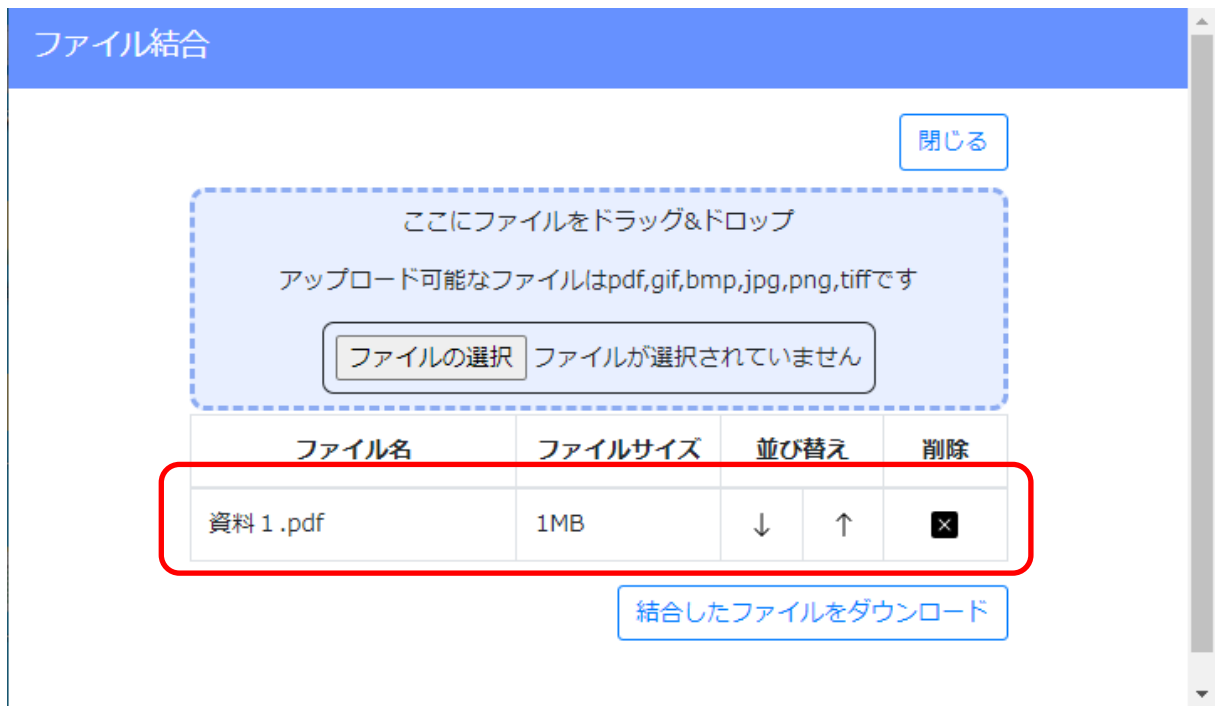 ファイル結合
閉じる
ここにファイルをドラッグ&ドロップ
アップロード可能なファイルはpdf,gif,bmp,jpg,png,tiffです
ファイルの選択 ファイルが選択されていません
ファイル名 ファイルサイズ 並び替え 削除
資料１.pdf 1MB ↓ ↑ ×
結合したファイルをダウンロード